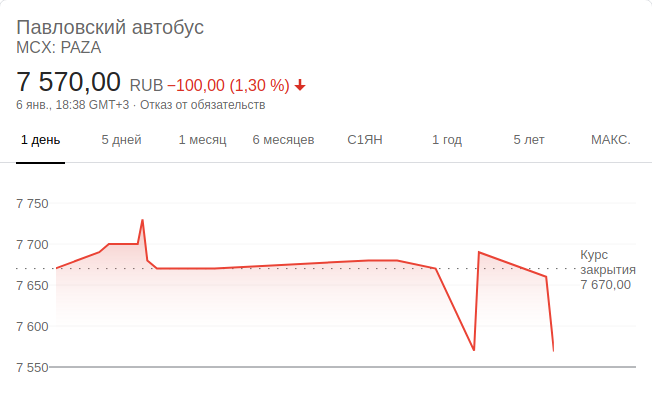 Павловский автобус
MCX: PAZA
7 570,00 RUB −100,00 (1,30 %)
6 янв., 18:38 GMT+3 · Отказ от обязательств
1 день 5 дней 1 месяц 6 месяцев С1ЯН 1 год 5 лет МАКС.
7 750
7 700
7 650
7 600
7 550
Курс
закрытия
7 670,00